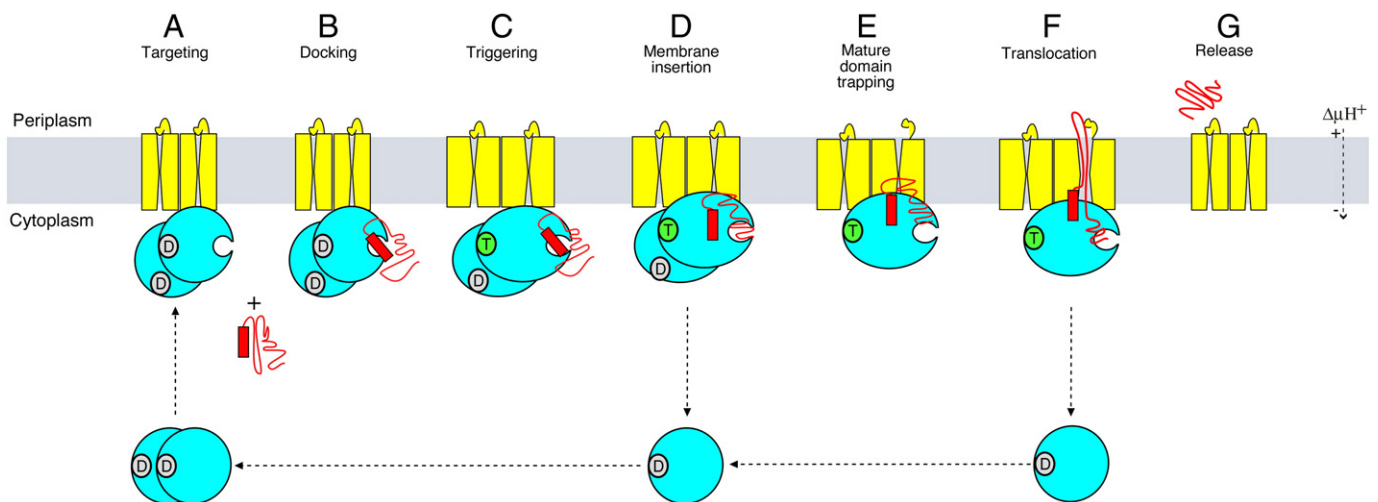 A B C D E F G
Targeting Docking Triggering Membrane insertion Mature domain trapping Translocation Release
Periplasm
ΔμH⁺
+
-
Cytoplasm
D D T T T T
D D D D
+
D D D D